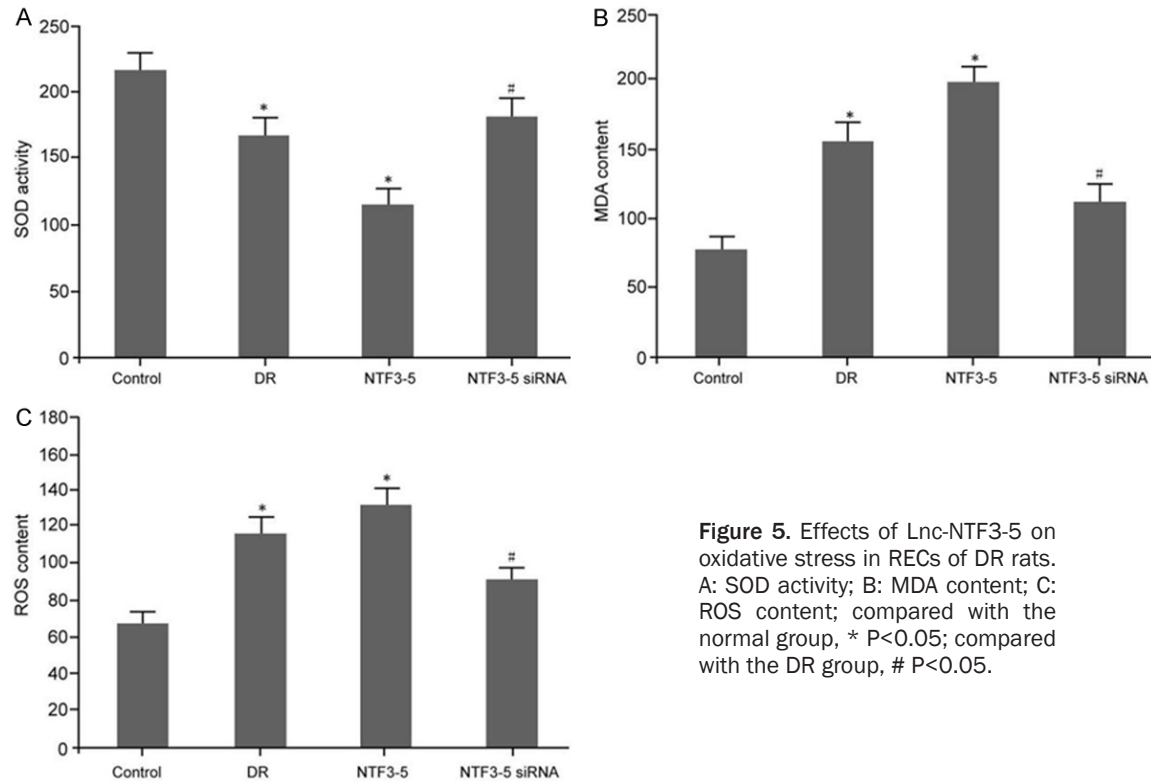 A
250
200
150
100
50
0
SOD activity
*
*
#
Control DR NTF3-5 NTF3-5 siRNA
B
250
200
150
100
50
0
MDA content
*
*
#
Control DR NTF3-5 NTF3-5 siRNA
C
180
160
140
120
100
80
60
40
20
0
ROS content
*
*
#
Control DR NTF3-5 NTF3-5 siRNA
Figure 5. Effects of Lnc-NTF3-5 on
oxidative stress in RECs of DR rats.
A: SOD activity; B: MDA content; C:
ROS content; compared with the
normal group, * P<0.05; compared
with the DR group, # P<0.05.